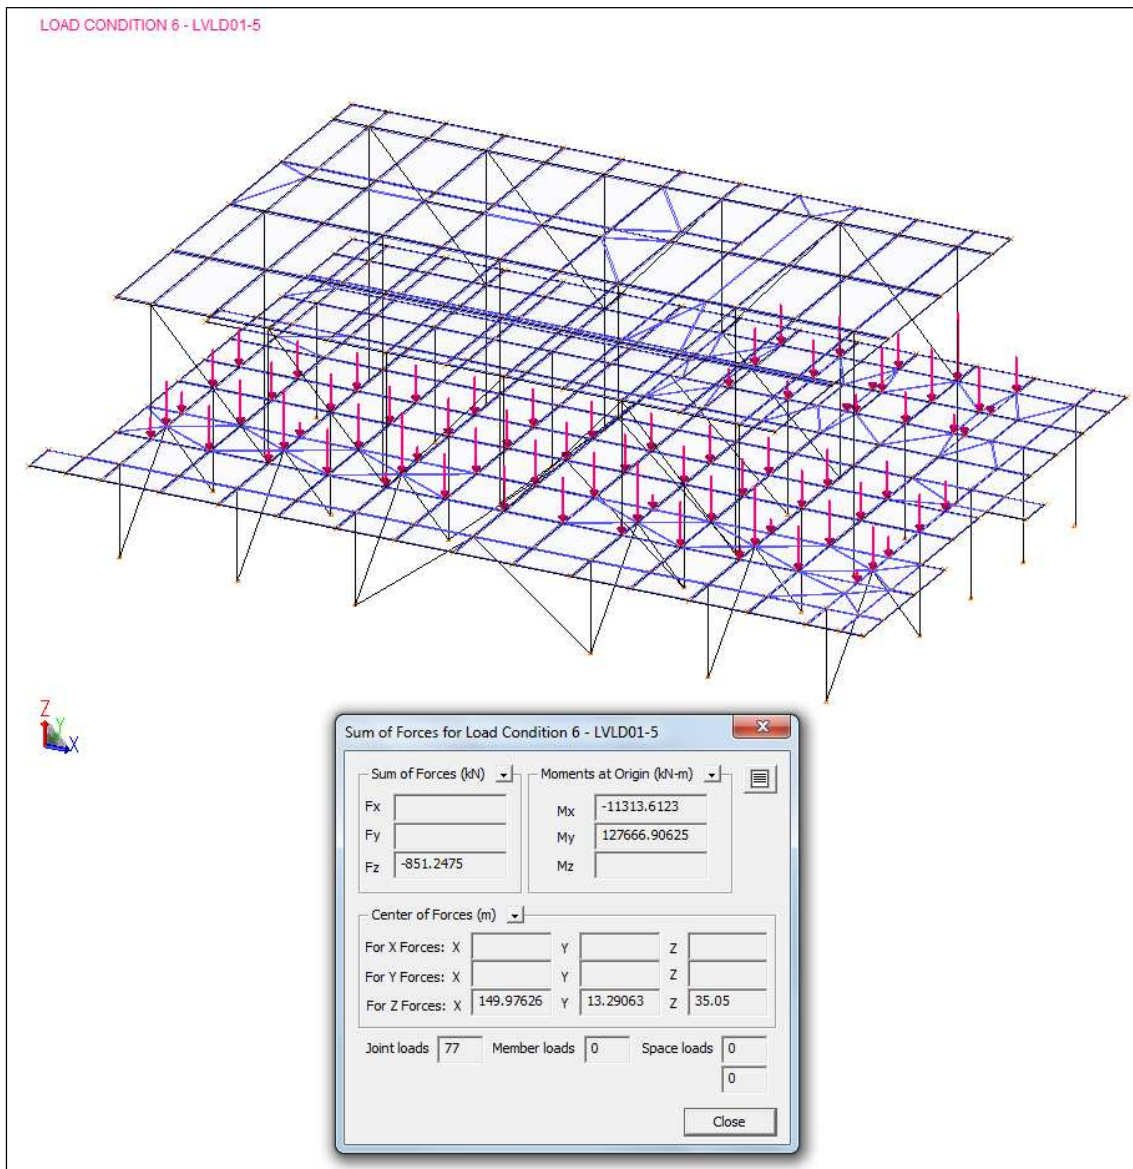 LOAD CONDITION 6 - LVLD01-5
Z
Y
X
Sum of Forces for Load Condition 6 - LVLD01-5
Sum of Forces (kN)
Fx
Fy
Fz -851.2475
Moments at Origin (kN-m)
Mx -11313.6123
My 127666.90625
Mz
Center of Forces (m)
For X Forces: X Y Z
For Y Forces: X Y Z
For Z Forces: X 149.97626 Y 13.29063 Z 35.05
Joint loads 77 Member loads 0 Space loads 0
0
Close